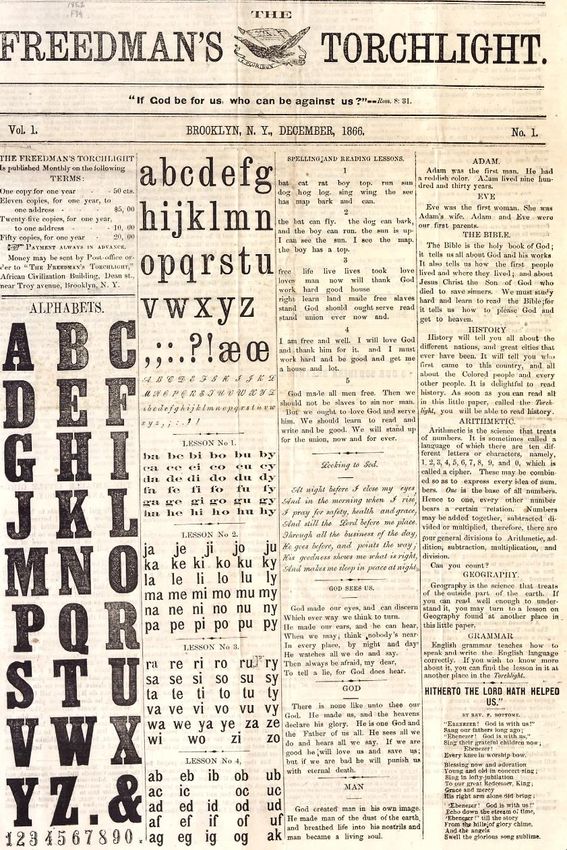 THE
FREEDMAN'S TORCHLIGHT.
"If God be for us, who can be against us?"--Rom. 8: 31.
Vol. 1. BROOKLYN, N. Y., DECEMBER, 1866. No. 1.
THE FREEDMAN'S TORCHLIGHT
Is published Monthly on the following
TERMS:
One copy for one year 50 cts.
Eleven copies, for one year, to
one address - $5, 00
Twenty-five copies, for one year,
to one address - 10, 00
Fifty copies, for one year - 20, 00
PAYMENT ALWAYS IN ADVANCE.
Money may be sent by Post-office or-
der to "THE FREEDMAN'S TORCHLIGHT,"
African Civilization Building, Dean st.,
near Troy avenue, Brooklyn, N. Y.
ALPHABETS.
A B C
D E F
G H I
J K L
M N O
P Q R
S T U
V W X
Y Z . &
1 2 3 4 5 6 7 8 9 0 .
abcdefg
hijklmn
opqrstu
vwxyz
,;:.?!æœ
LESSON No 1.
ba be bi bo bu by
ca ce ci co cu cy
da de di do du dy
fa fe fi fo fu fy
ga ge gi go gu gy
ha he hi ho hu hy
LESSON No 2.
ja je ji jo ju
ka ke ki ko ku ky
la le li lo lu ly
ma me mi mo mu my
na ne ni no nu ny
pa pe pi po pu py
LESSON No 3.
ra re ri ro ru ry
sa se si so su sy
ta te ti to tu ty
va ve vi vo vu vy
wa we ya ye za ze
wi wo zi zo
LESSON No 4,
ab eb ib ob ub
ac ic oc uc
ad ed id od ud
af ef if of uf
ag eg ig og ak
SPELLING AND READING LESSONS.
1
bat cat rat boy top. run sun
dog hog log. sing wing the see,
has map bark and can.
2
the bat can fly. the dog can bark,
and the boy can run. the sun is up.
I can see the sun. I see the map.
the boy has a top.
3
free life live lives took love
loves man now will thank God
work hard good house
right learn land made free slaves
stand God should ought serve read
stand union ever now and.
4
I am free and well. I will love God
and thank him for it. and I must
work hard and be good and get me
a house and lot.
5
God made all men free. Then we
should not be slaves to sin nor man.
But we ought to love God and serve
him. We should learn to read and
write and be good. We will stand up
for the union, now and for ever.
Looking to God.
At night before I close my eyes
And in the morning when I rise,
I pray for safety, health and grace,
And still the Lord before me place.
Through all the business of the day,
He goes before, and points the way;
His goodness shews me what is right,
And makes me sleep in peace at night.
GOD SEES US.
God made our eyes, and can discern
Which ever way we think to turn.
He made our ears, and he can hear,
When we may; think nobody's near
In every place, by night and day
He watches all we do and say.
Then always be afraid, my dear,
To tell a lie, for God does hear.
GOD
There is none like unto thee our
God. He made us, and the heavens
declare his glory. He is one God and
the Father of us all. He sees all we
do and hears all we say. If we are
good he will love us and save us;
but if we are bad he will punish us
with eternal death.
MAN
God created man in his own image.
He made man of the dust of the earth,
and breathed life into his nostrils and
man became a living soul.
ADAM.
Adam was the first man. He had
a reddish color. Adam lived nine hun-
dred and thirty years.
EVE
Eve was the first woman. She was
Adam's wife. Adam and Eve were
our first parents.
THE BIBLE.
The Bible is the holy book of God;
It tells us all about God and his works
It also tells us how the first people
lived and where they lived; and about
Jesus Christ the Son of God who
died to save sinners. We must study
hard and learn to read the Bible;for
it tells us how to please God and
get to heaven.
HISTORY
History will tell you all about the
different nations, and great cities that
ever have been. It will tell you who
first came to this country, and all
about the Colored people and every
other people. It is delightful to read
history. As soon as you can read all
in this little paper, called the Torch-
light, you will be able to read history.
ARITHMETIC.
Arithmetic is the science that treats
of numbers. It is sometimes called a
language of which there are ten dif-
ferent letters or characters, namely,
1, 2, 3, 4, 5, 6, 7, 8, 9, and 0, which is
called a cipher. These may be combin-
ed so as to express every idea of num
bers. One is the base of all numbers.
Hence to one, every other number
bears a certain relation. Numbers
may be added together, subtracted di-
vided or multiplied, therefore, there are
four general divisions to Arithmetic, ad-
dition, subtraction, multiplication, and
division.
Can you count?
GEOGRAPHY.
Geography is the science that treats
of the outside part of the earth. If
you can read well enough to under-
stand it, you may turn to a lesson on
Geography found at another place in
this little paper.
GRAMMAR
English grammar teaches how to
speak and write the English language
correctly. If you wish to know more
about it, you can find the lesson in it at
another place in the Torchlight.
HITHERTO THE LORD HATH HELPED
US."
BY REV. F. BOTTOME.
"EBENEZER! God is with us!"
Sang our fathers long ago;
"Ebenezer! God is with us,"
Sing their grateful children now;
Ebenezer!
Every knee in worship bow.
Blessing now and adoration
Young and old in concert sing;
Sing in lofty jubilation
To our great Redeemer, King;
Grace and mercy
His right arm alone did bring!
"Ebenezer! God is with us!"
Echo down the stream of time,
"Ebenezer!" till the story
From the hills of glory chime,
And the angels
Swell the glorious song sublime.